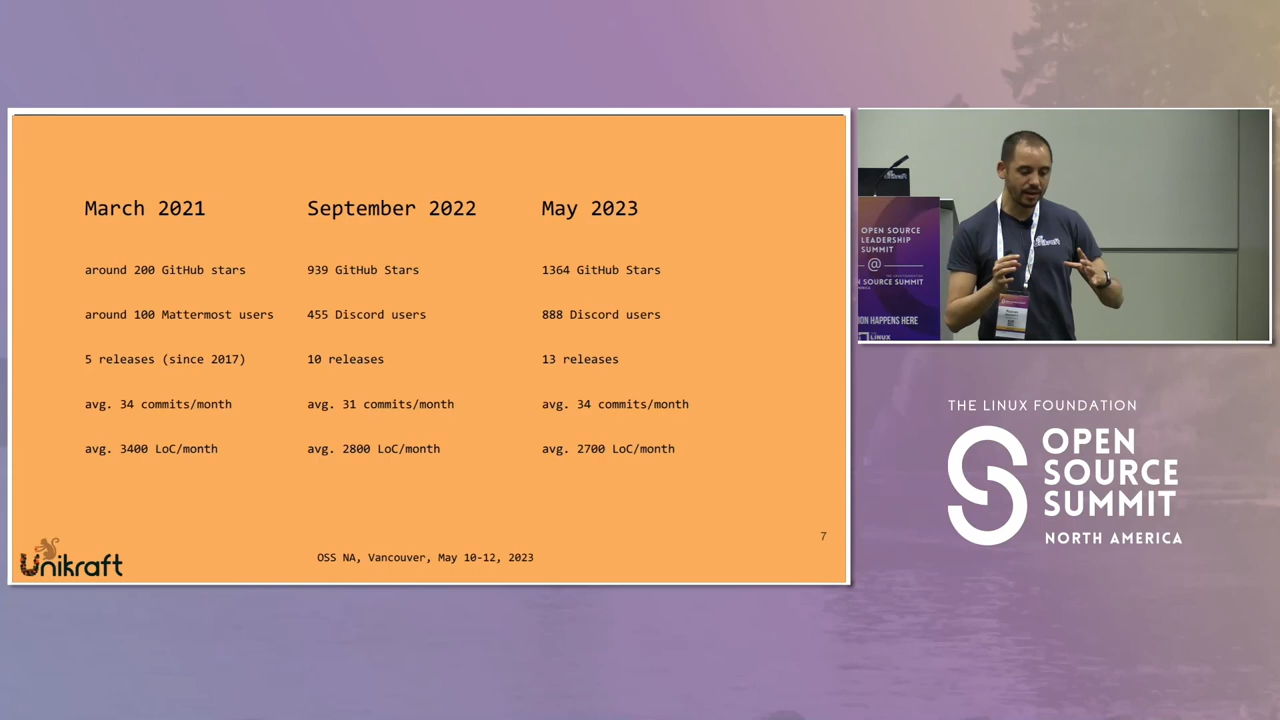 March 2021
around 200 GitHub stars
around 100 Mattermost users
5 releases (since 2017)
avg. 34 commits/month
avg. 3400 LoC/month
September 2022
939 GitHub Stars
455 Discord users
10 releases
avg. 31 commits/month
avg. 2800 LoC/month
May 2023
1364 GitHub Stars
888 Discord users
13 releases
avg. 34 commits/month
avg. 2700 LoC/month
7
Unikraft
OSS NA, Vancouver, May 10-12, 2023
OPEN SOURCE
LEADERSHIP
SUMMIT
@
SOURCE SUMMIT
ION HAPPENS HERE
LINUX
THE LINUX FOUNDATION
OPEN
SOURCE
SUMMIT
NORTH AMERICA